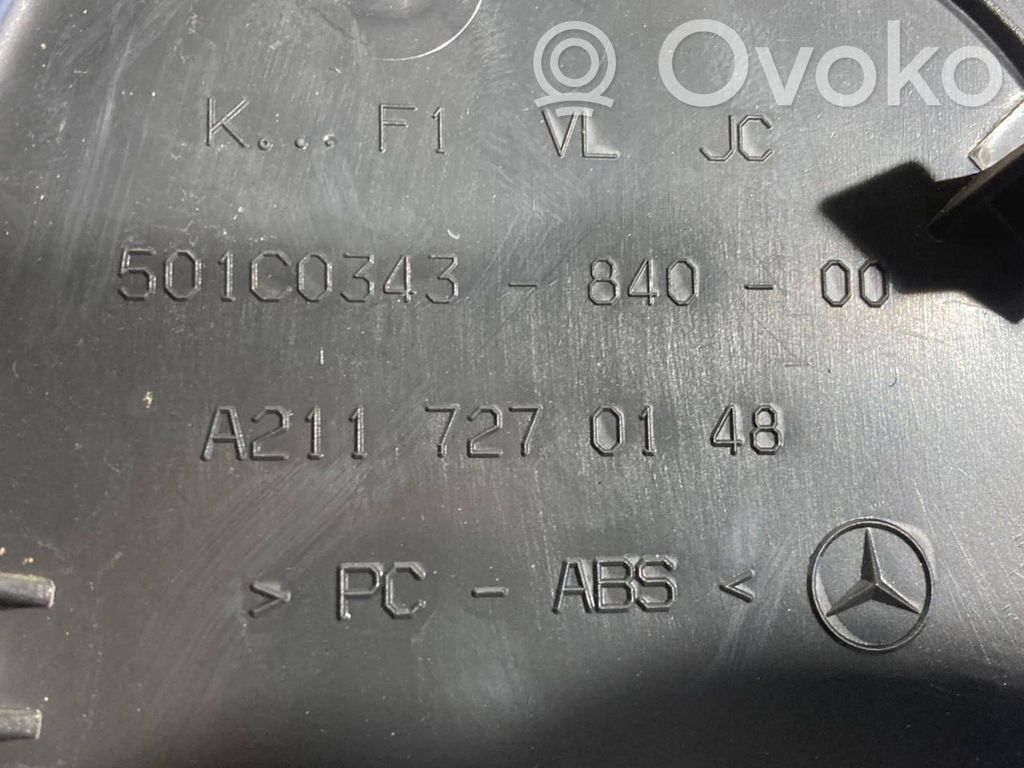 Ovoko
K... F1 VL JC
501C0343 - 840 - 00
A211 727 01 48
> PC - ABS <